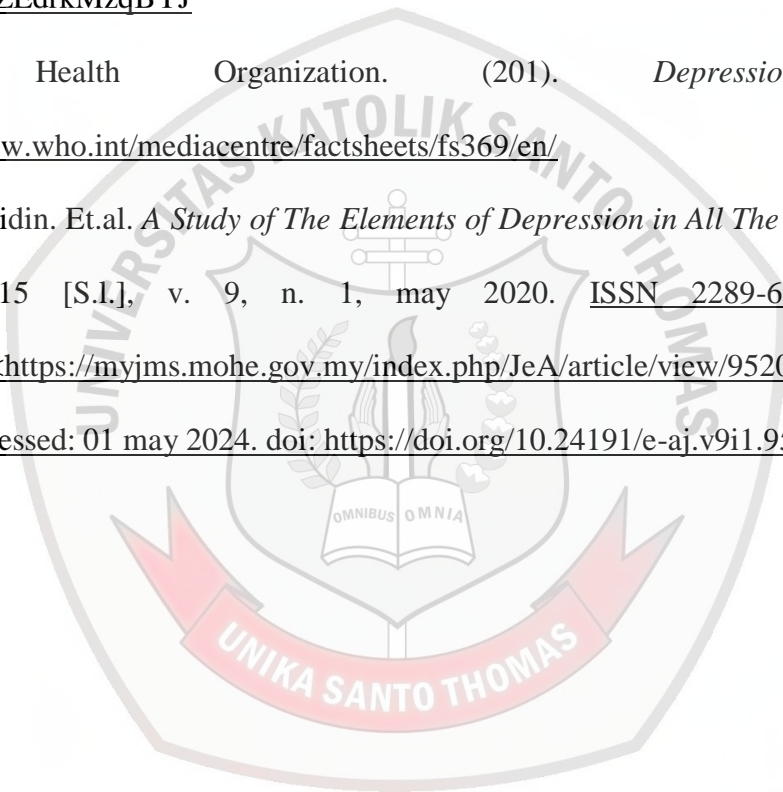 Health Organization. (201). Depressio
w.who.int/mediacentre/factsheets/fs369/en/
idin. Et.al. A Study of The Elements of Depression in All The
15 [S.I.], v. 9, n. 1, may 2020. ISSN 2289-6
<https://myjms.mohe.gov.my/index.php/JeA/article/view/9520
essed: 01 may 2024. doi: https://doi.org/10.24191/e-aj.v9i1.95
UNIVERSITAS KATOLIK SANTO THOMAS
OMNIBUS OMNIA
UNIKA SANTO THOMAS